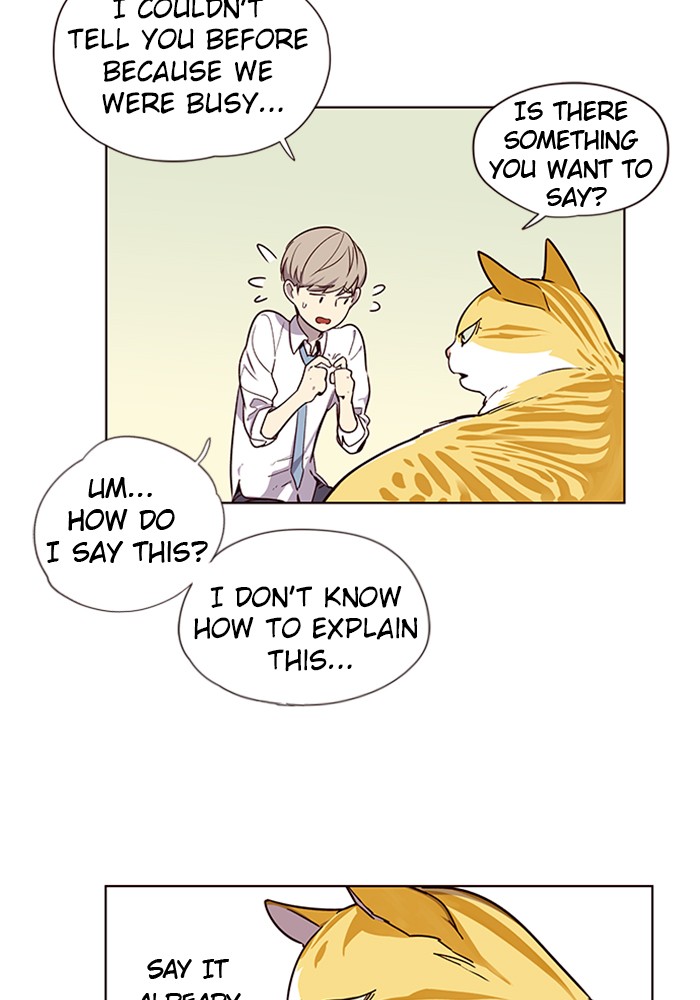 I COULDN'T
TELL YOU BEFORE
BECAUSE WE
WERE BUSY...
IS THERE
SOMETHING
YOU WANT TO
SAY?
UM...
HOW DO
I SAY THIS?
I DON'T KNOW
HOW TO EXPLAIN
THIS...
SAY IT
ALREADY